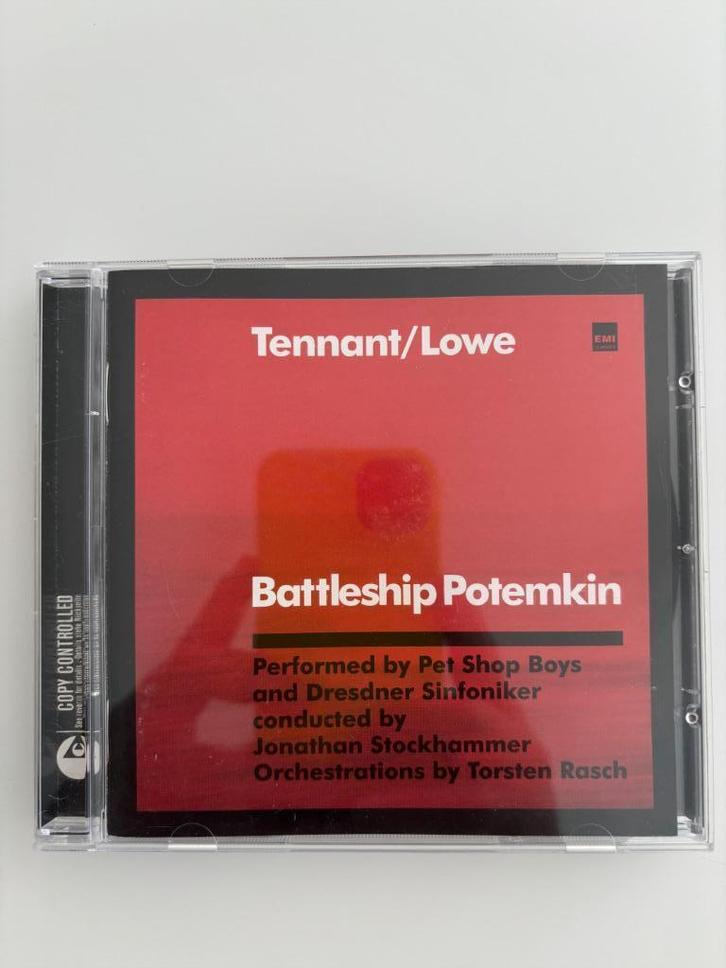 Tennant/Lowe
EMI
CLASSICS
Battleship Potemkin
Performed by Pet Shop Boys
and Dresdner Sinfoniker
conducted by
Jonathan Stockhammer
Orchestrations by Torsten Rasch
COPY CONTROLLED